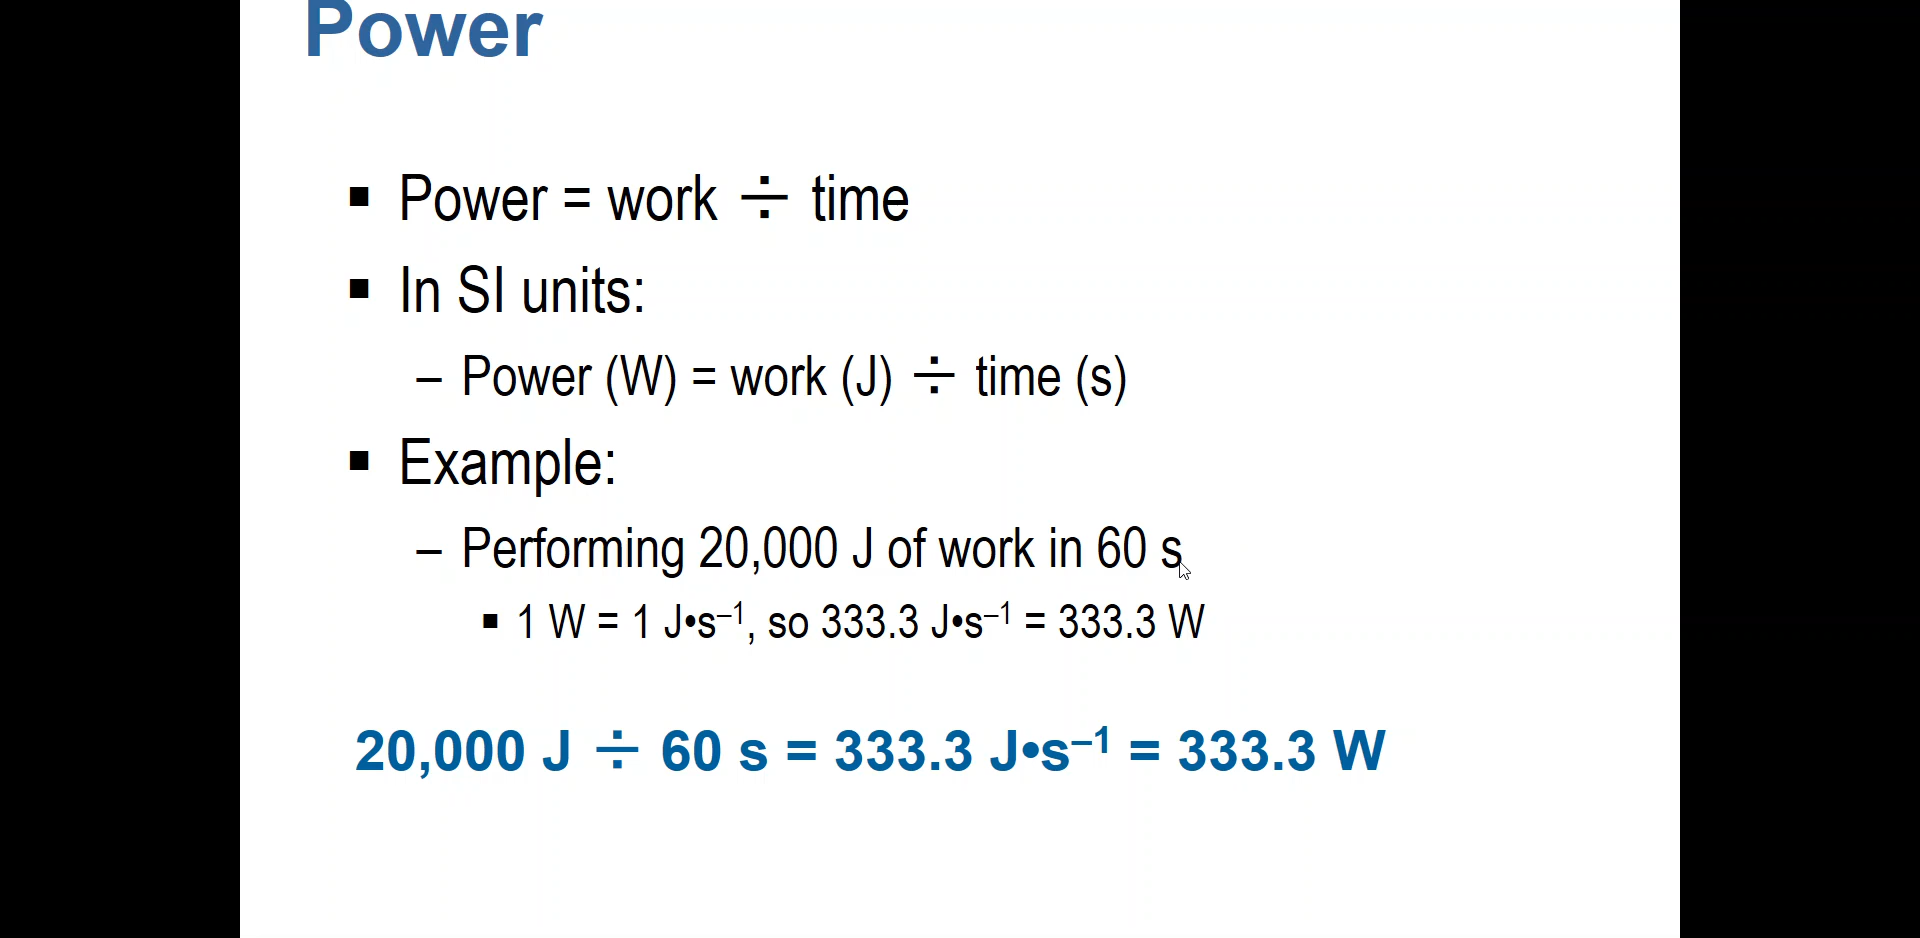 Power
▪ Power = work ÷ time
▪ In SI units:
– Power (W) = work (J) ÷ time (s)
▪ Example:
– Performing 20,000 J of work in 60 s
▪ 1 W = 1 J•s⁻¹, so 333.3 J•s⁻¹ = 333.3 W
20,000 J ÷ 60 s = 333.3 J•s⁻¹ = 333.3 W